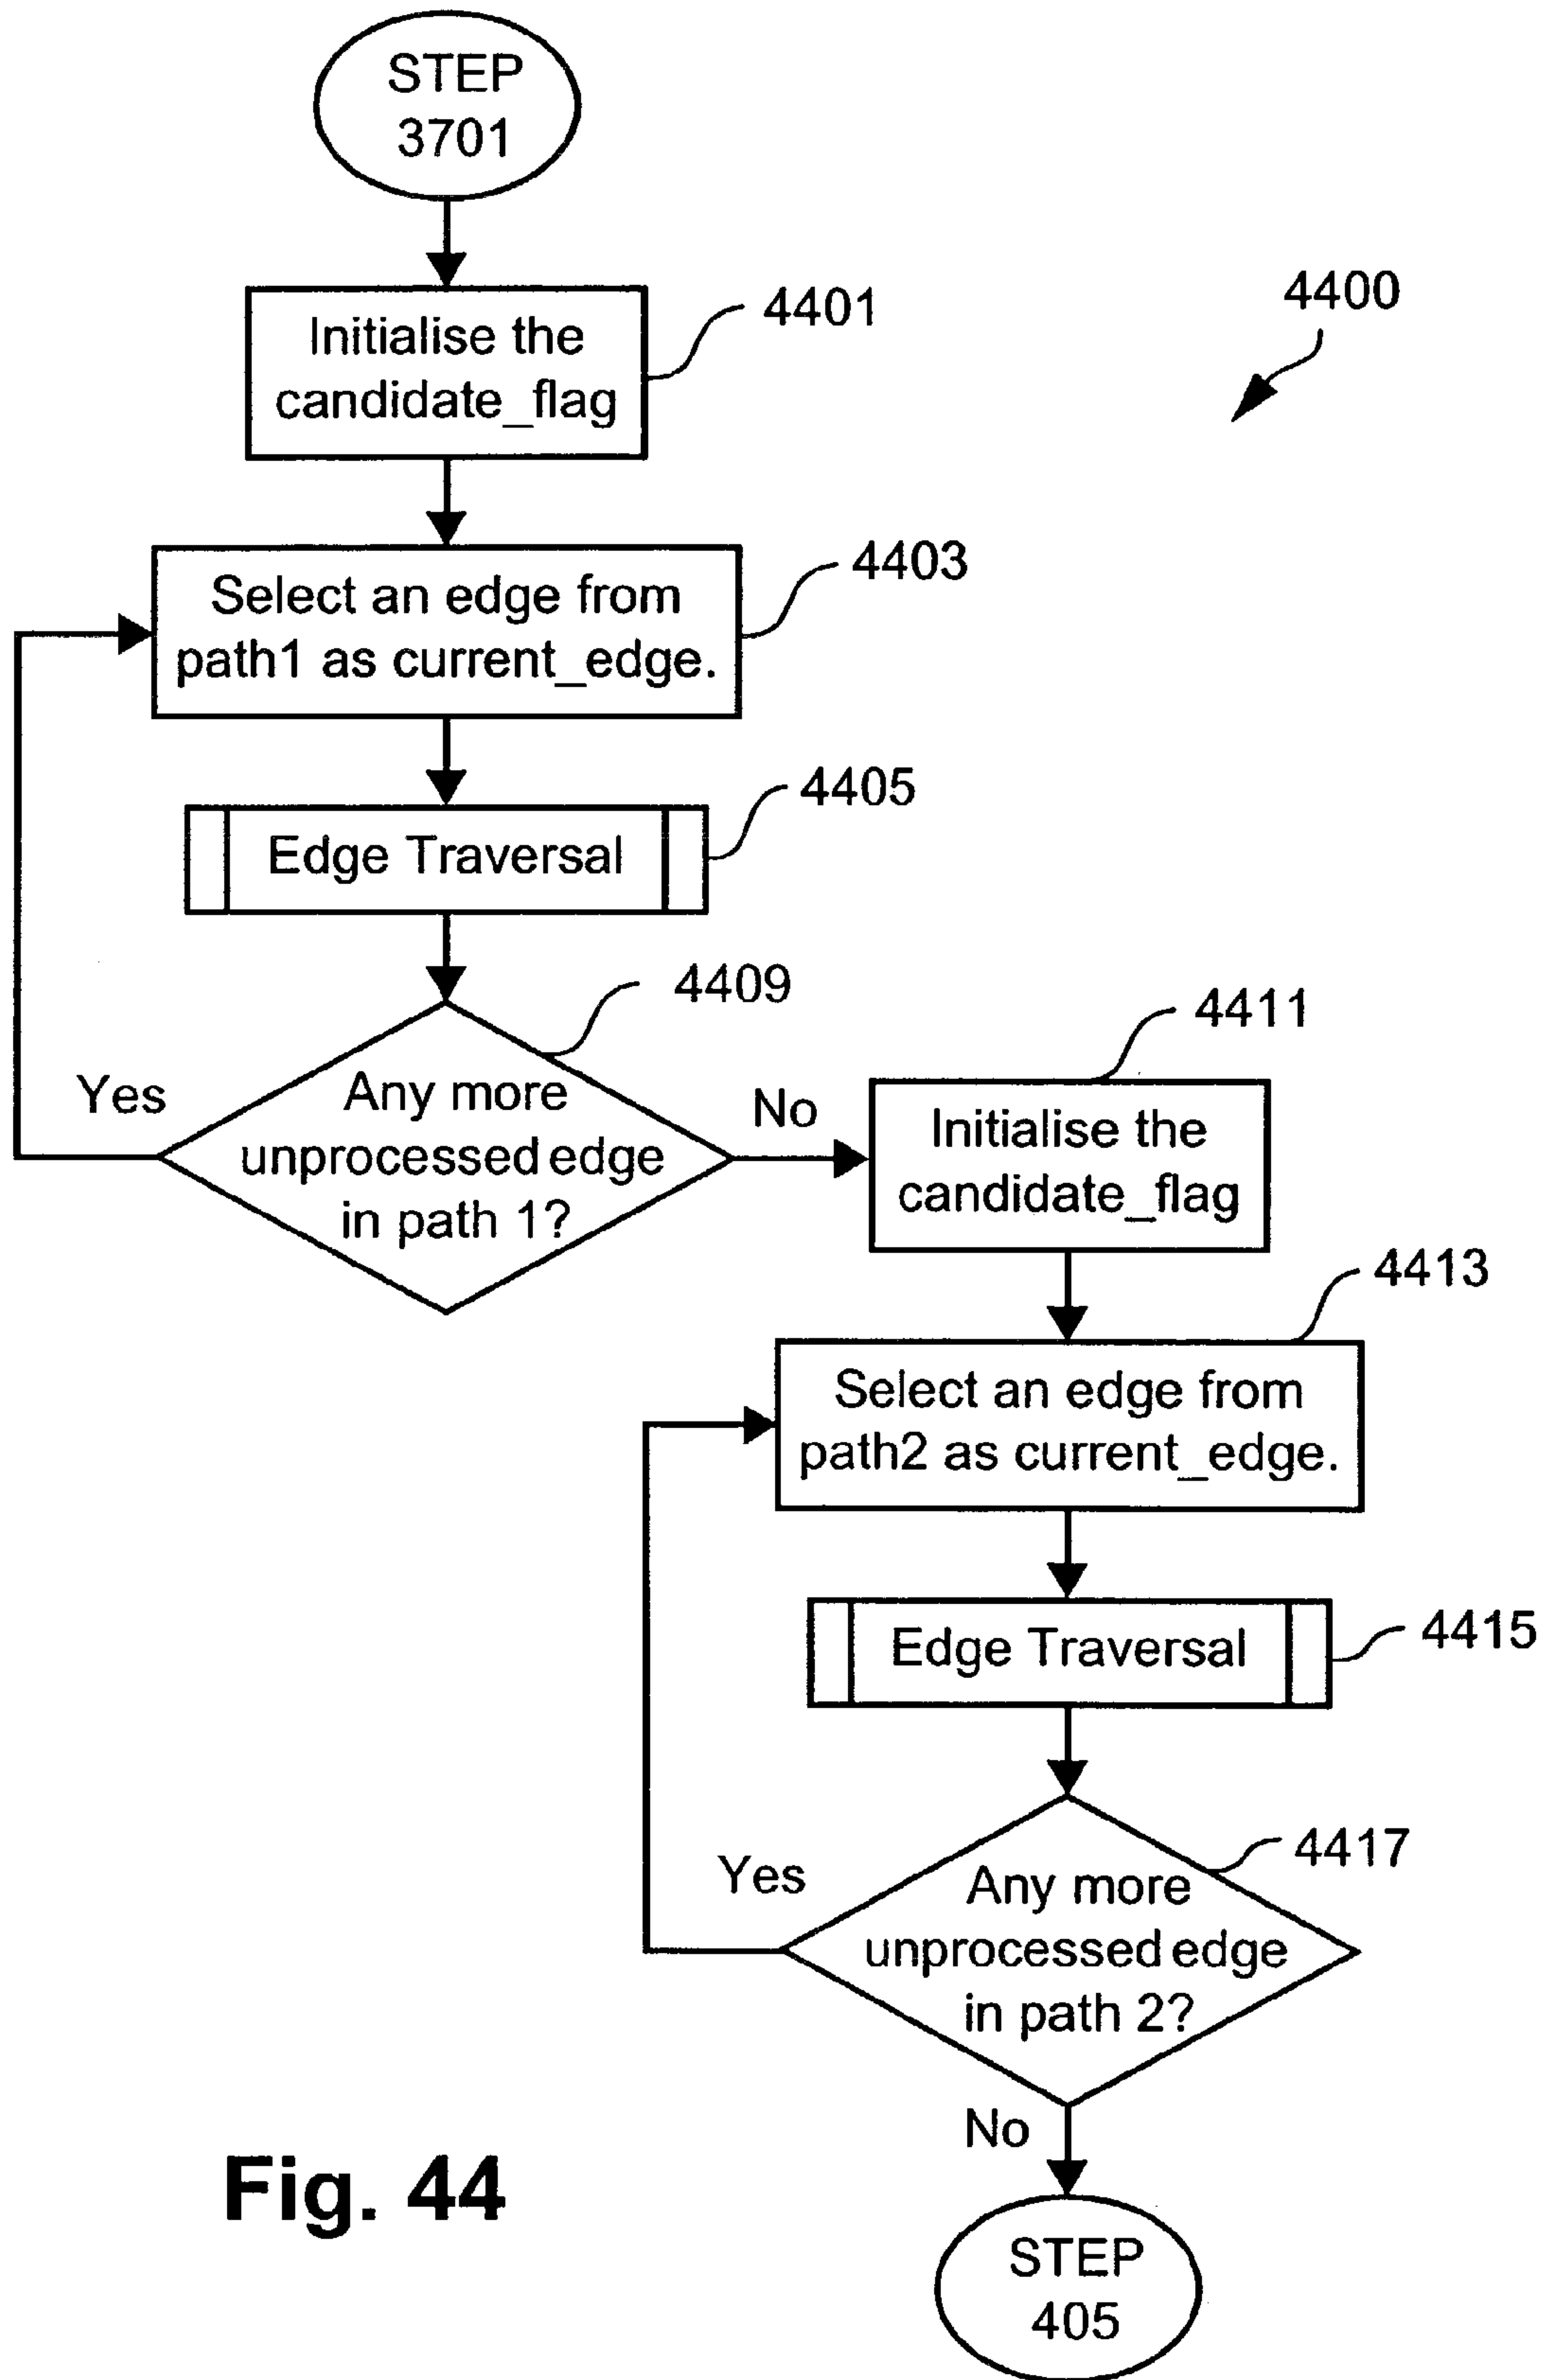 STEP
3701
4401
4400
Initialise the
candidate_flag
4403
Select an edge from
path1 as current_edge.
4405
Edge Traversal
4409
Any more
unprocessed edge
in path 1?
Yes
No
4411
Initialise the
candidate_flag
4413
Select an edge from
path2 as current_edge.
4415
Edge Traversal
4417
Any more
unprocessed edge
in path 2?
Yes
No
STEP
405
Fig. 44